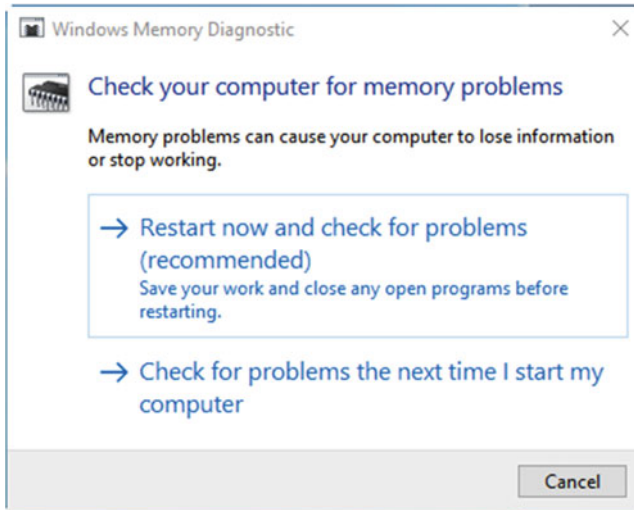 Windows Memory Diagnostic
Check your computer for memory problems
Memory problems can cause your computer to lose information
or stop working.
→ Restart now and check for problems
(recommended)
Save your work and close any open programs before
restarting.
→ Check for problems the next time I start my
computer
Cancel